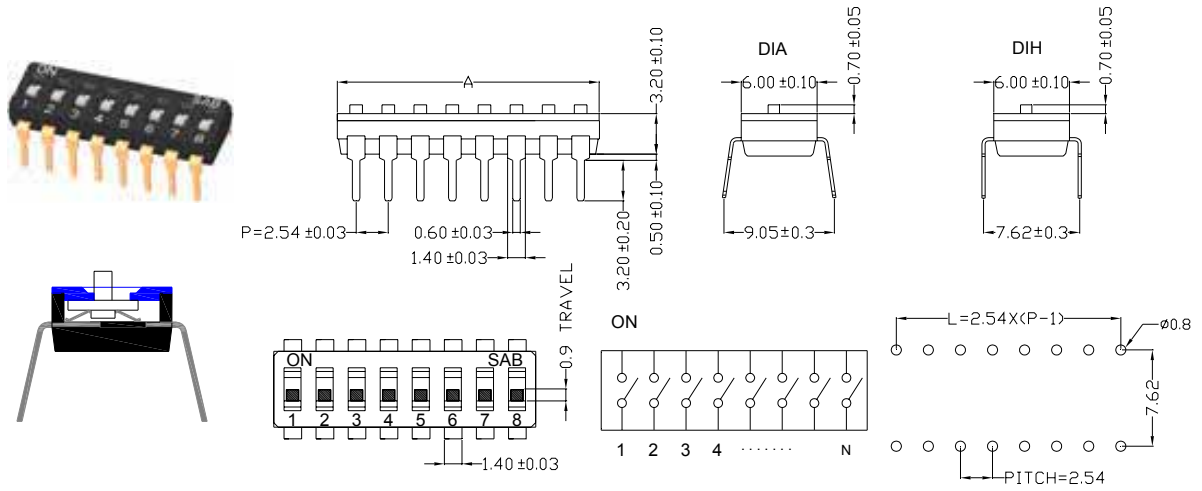 ON
SAB
1 2 3 4 5 6 7 8
A
3.20 ±0.10
P=2.54 ±0.03
0.60 ±0.03
1.40 ±0.03
3.20 ±0.20
0.50 ±0.10
DIA
6.00 ±0.10
0.70 ±0.05
9.05±0.3
DIH
6.00 ±0.10
0.70 ±0.05
7.62±0.3
ON SAB
1 2 3 4 5 6 7 8
0.9 TRAVEL
1.40 ±0.03
ON
1 2 3 4 ······· N
L=2.54X(P-1)
ø0.8
7.62
PITCH=2.54